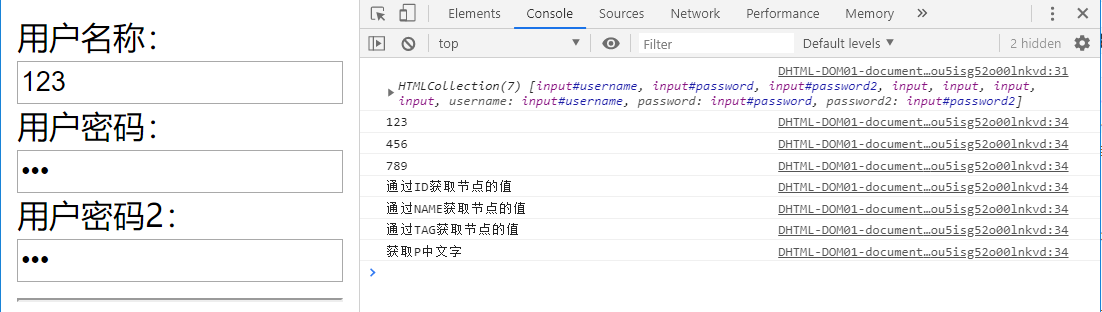 用户名称：
123
用户密码：
•••
用户密码2：
•••
Elements Console Sources Network Performance Memory »
top Filter Default levels ▼ 2 hidden
DHTML-DOM01-document…ou5isg52o00lnkvd:31
HTMLCollection(7) [input#username, input#password, input#password2, input, input, input,
input, username: input#username, password: input#password, password2: input#password2]
123 DHTML-DOM01-document…ou5isg52o00lnkvd:34
456 DHTML-DOM01-document…ou5isg52o00lnkvd:34
789 DHTML-DOM01-document…ou5isg52o00lnkvd:34
通过ID获取节点的值 DHTML-DOM01-document…ou5isg52o00lnkvd:34
通过NAME获取节点的值 DHTML-DOM01-document…ou5isg52o00lnkvd:34
通过TAG获取节点的值 DHTML-DOM01-document…ou5isg52o00lnkvd:34
获取P中文字 DHTML-DOM01-document…ou5isg52o00lnkvd:34